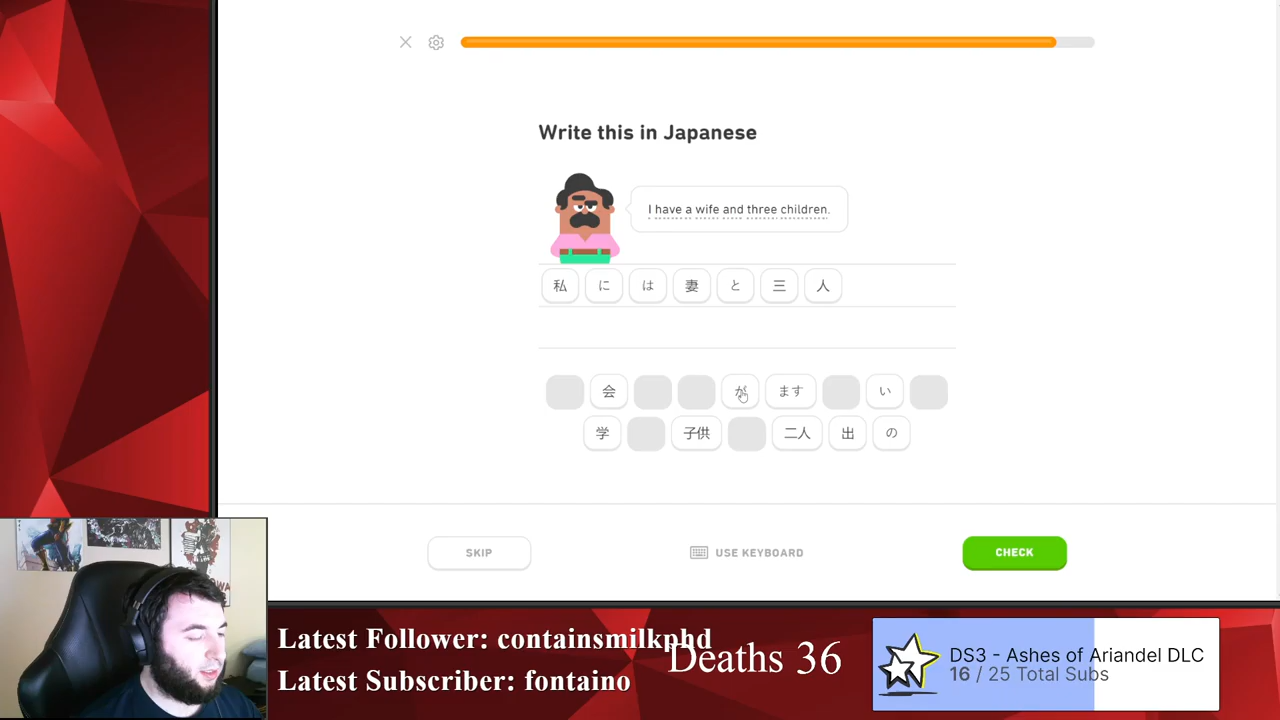 Write this in Japanese
I have a wife and three children.
私 に は 妻 と 三 人
会 が ます い
学 子供 二人 出 の
SKIP
USE KEYBOARD
CHECK
Latest Follower: containsmilkphd
Latest Subscriber: fontaino
Deaths 36
DS3 - Ashes of Ariandel DLC
16 / 25 Total Subs